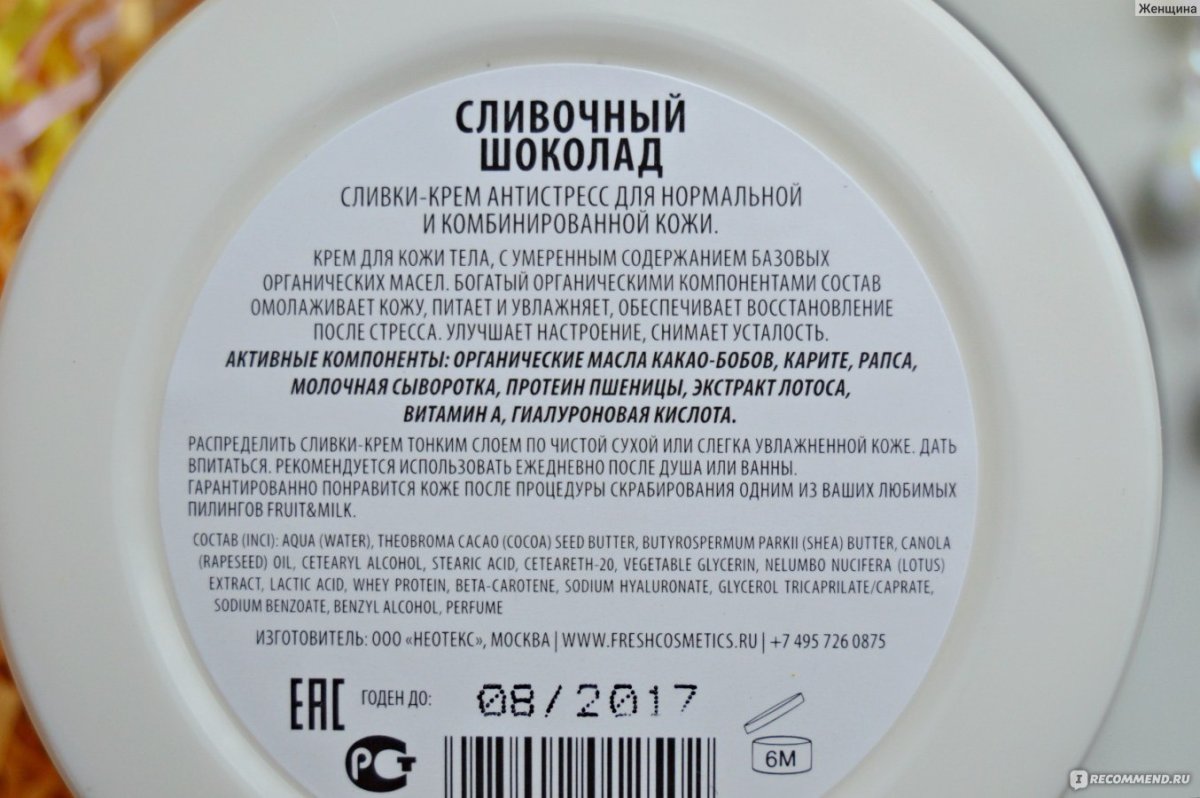 Женщина
СЛИВОЧНЫЙ
ШОКОЛАД
СЛИВКИ-КРЕМ АНТИСТРЕСС ДЛЯ НОРМАЛЬНОЙ
И КОМБИНИРОВАННОЙ КОЖИ.
КРЕМ ДЛЯ КОЖИ ТЕЛА, С УМЕРЕННЫМ СОДЕРЖАНИЕМ БАЗОВЫХ
ОРГАНИЧЕСКИХ МАСЕЛ. БОГАТЫЙ ОРГАНИЧЕСКИМИ КОМПОНЕНТАМИ СОСТАВ
ОМОЛАЖИВАЕТ КОЖУ, ПИТАЕТ И УВЛАЖНЯЕТ, ОБЕСПЕЧИВАЕТ ВОССТАНОВЛЕНИЕ
ПОСЛЕ СТРЕССА. УЛУЧШАЕТ НАСТРОЕНИЕ, СНИМАЕТ УСТАЛОСТЬ.
АКТИВНЫЕ КОМПОНЕНТЫ: ОРГАНИЧЕСКИЕ МАСЛА КАКАО-БОБОВ, КАРИТЕ, РАПСА,
МОЛОЧНАЯ СЫВОРОТКА, ПРОТЕИН ПШЕНИЦЫ, ЭКСТРАКТ ЛОТОСА,
ВИТАМИН А, ГИАЛУРОНОВАЯ КИСЛОТА.
РАСПРЕДЕЛИТЬ СЛИВКИ-КРЕМ ТОНКИМ СЛОЕМ ПО ЧИСТОЙ СУХОЙ ИЛИ СЛЕГКА УВЛАЖНЕННОЙ КОЖЕ. ДАТЬ
ВПИТАТЬСЯ. РЕКОМЕНДУЕТСЯ ИСПОЛЬЗОВАТЬ ЕЖЕДНЕВНО ПОСЛЕ ДУША ИЛИ ВАННЫ.
ГАРАНТИРОВАННО ПОНРАВИТСЯ КОЖЕ ПОСЛЕ ПРОЦЕДУРЫ СКРАБИРОВАНИЯ ОДНИМ ИЗ ВАШИХ ЛЮБИМЫХ
ПИЛИНГОВ FRUIT&MILK.
СОСТАВ (INCI): AQUA (WATER), THEOBROMA CACAO (COCOA) SEED BUTTER, BUTYROSPERMUM PARKII (SHEA) BUTTER, CANOLA
(RAPESEED) OIL, CETEARYL ALCOHOL, STEARIC ACID, CETEARETH-20, VEGETABLE GLYCERIN, NELUMBO NUCIFERA (LOTUS)
EXTRACT, LACTIC ACID, WHEY PROTEIN, BETA-CAROTENE, SODIUM HYALURONATE, GLYCEROL TRICAPRILATE/CAPRATE,
SODIUM BENZOATE, BENZYL ALCOHOL, PERFUME
ИЗГОТОВИТЕЛЬ: ООО «НЕОТЕКС», МОСКВА | WWW.FRESHCOSMETICS.RU | +7 495 726 0875
EAC ГОДЕН ДО: 08/2017
РСТ 6M
IRECOMMEND.RU